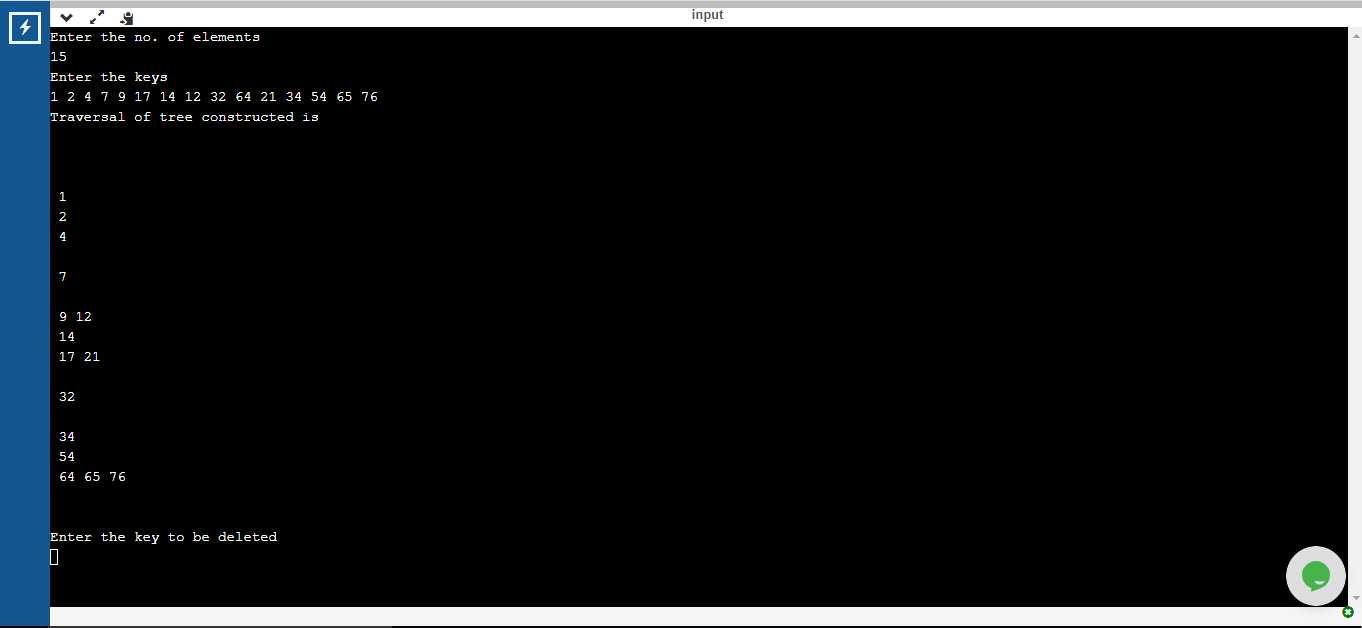 input
Enter the no. of elements
15
Enter the keys
1 2 4 7 9 17 14 12 32 64 21 34 54 65 76
Traversal of tree constructed is
1
2
4
7
9 12
14
17 21
32
34
54
64 65 76
Enter the key to be deleted